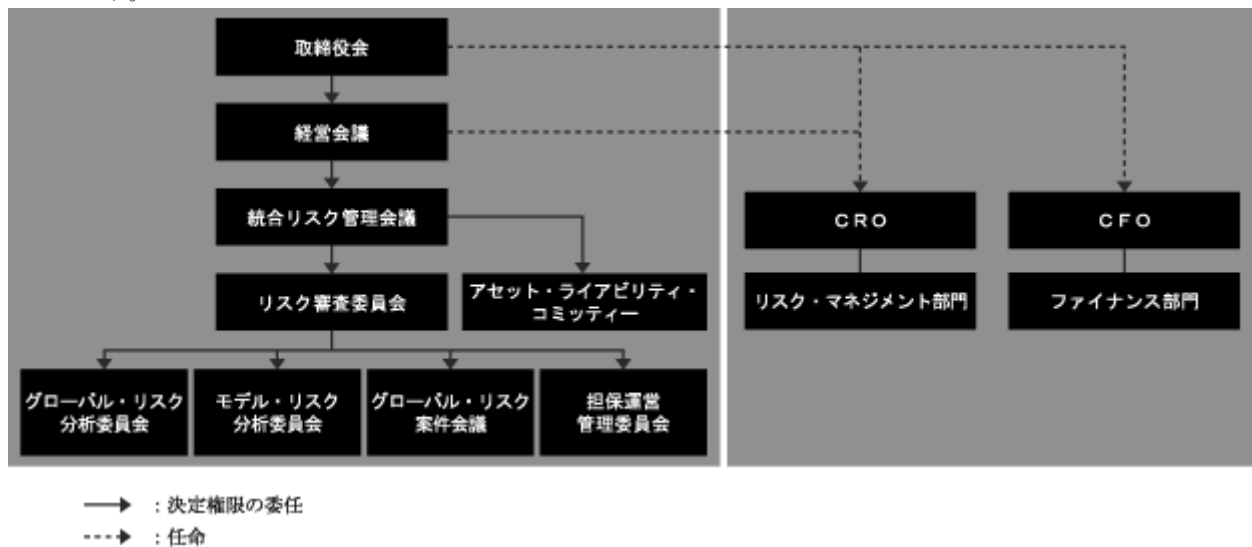 取締役会
経営会議
統合リスク管理会議
リスク審査委員会
アセット・ライアビリティ・
コミッティー
グローバル・リスク
分析委員会
モデル・リスク
分析委員会
グローバル・リスク
案件会議
担保運営
管理委員会
CRO
CFO
リスク・マネジメント部門
ファイナンス部門
:決定権限の委任
:任命